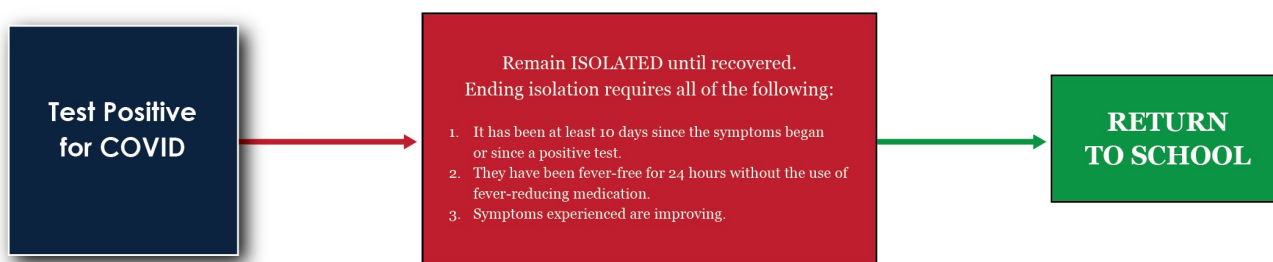 Test Positive
for COVID
Remain ISOLATED until recovered.
Ending isolation requires all of the following:
1. It has been at least 10 days since the symptoms began
or since a positive test.
2. They have been fever-free for 24 hours without the use of
fever-reducing medication.
3. Symptoms experienced are improving.
RETURN
TO SCHOOL